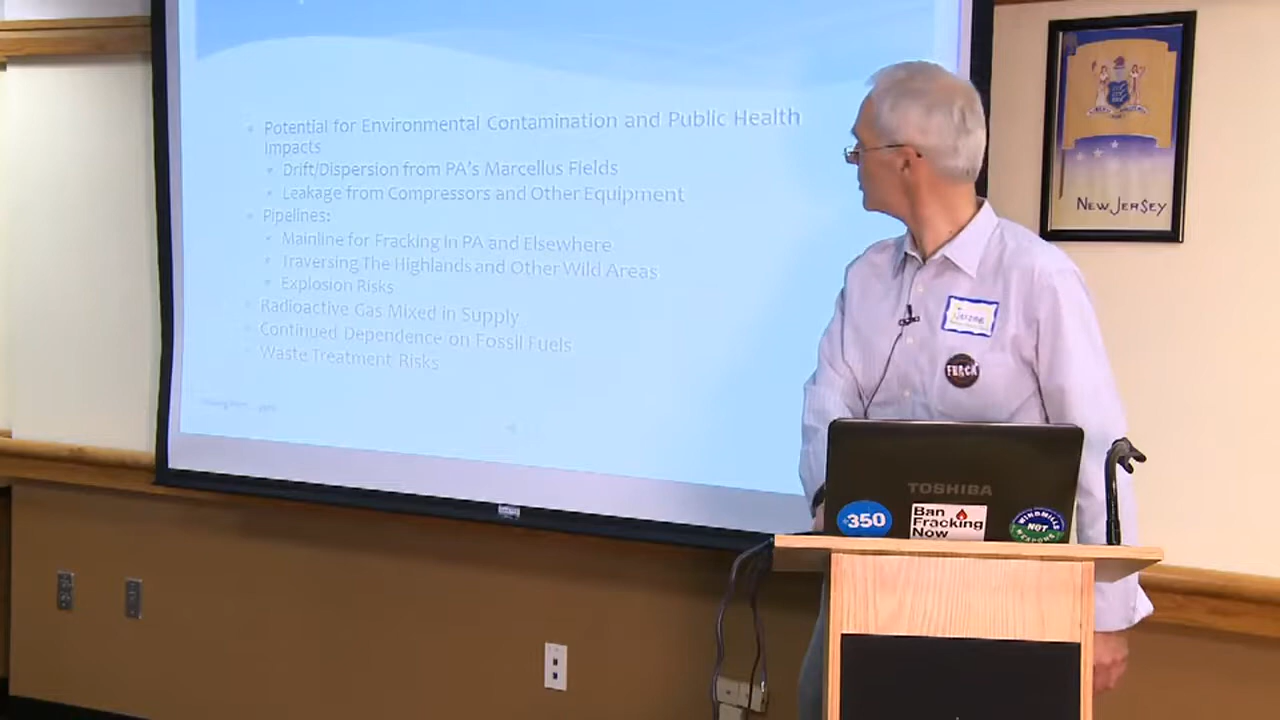 Potential for Environmental Contamination and Public Health
Impacts
Drift/Dispersion from PA's Marcellus Fields
Leakage from Compressors and Other Equipment
Pipelines:
Mainline for Fracking in PA and Elsewhere
Traversing The Highlands and Other Wild Areas
Explosion Risks
Radioactive Gas Mixed in Supply
Continued Dependence on Fossil Fuels
Waste Treatment Risks
NEW JERSEY
TOSHIBA
350
Ban
Fracking
Now
WINDMILLS
NOT
WEAPONS